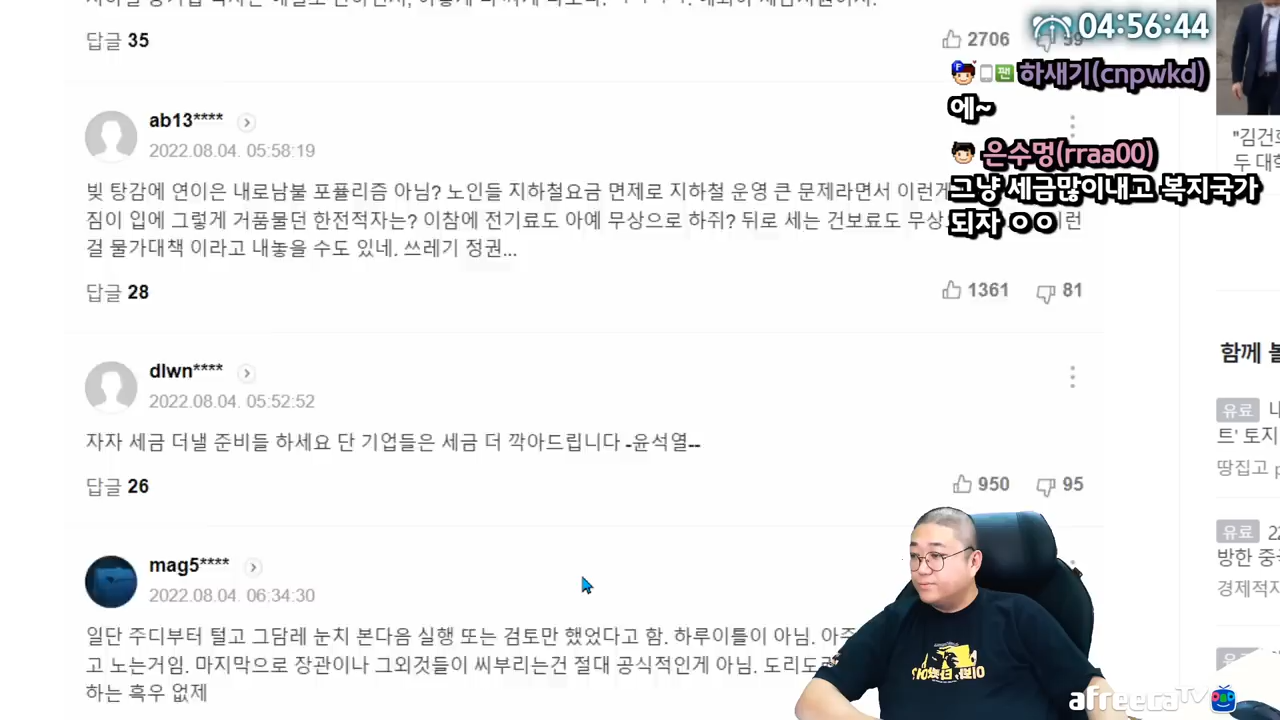 답글 35
2706
59
04:56:44
하새기(cnpwkd)
에~
은수멍(rraa00)
그냥 세금많이내고 복지국가
되자 ㅇㅇ
ab13****
2022.08.04. 05:58:19
빚 탕감에 연이은 내로남불 포퓰리즘 아님? 노인들 지하철요금 면제로 지하철 운영 큰 문제라면서 이런게
짐이 입에 그렇게 거품물던 한전적자는? 이참에 전기료도 아예 무상으로 하쥐? 뒤로 세는 건보료도 무상 이런
걸 물가대책 이라고 내놓을 수도 있네. 쓰레기 정권...
답글 28
1361
81
dlwn****
2022.08.04. 05:52:52
자자 세금 더낼 준비들 하세요 단 기업들은 세금 더 깍아드립니다 -윤석열--
답글 26
950
95
mag5****
2022.08.04. 06:34:30
일단 주디부터 털고 그담레 눈치 본다음 실행 또는 검토만 했었다고 함. 하루이틀이 아님. 아주
고 노는거임. 마지막으로 장관이나 그외것들이 씨부리는건 절대 공식적인게 아님.
하는 흑우 없제
"김건희
두 대학
함께 볼
유료
트' 토지
땅집고
유료 22
방한 중국
경제적자
afreecaTV